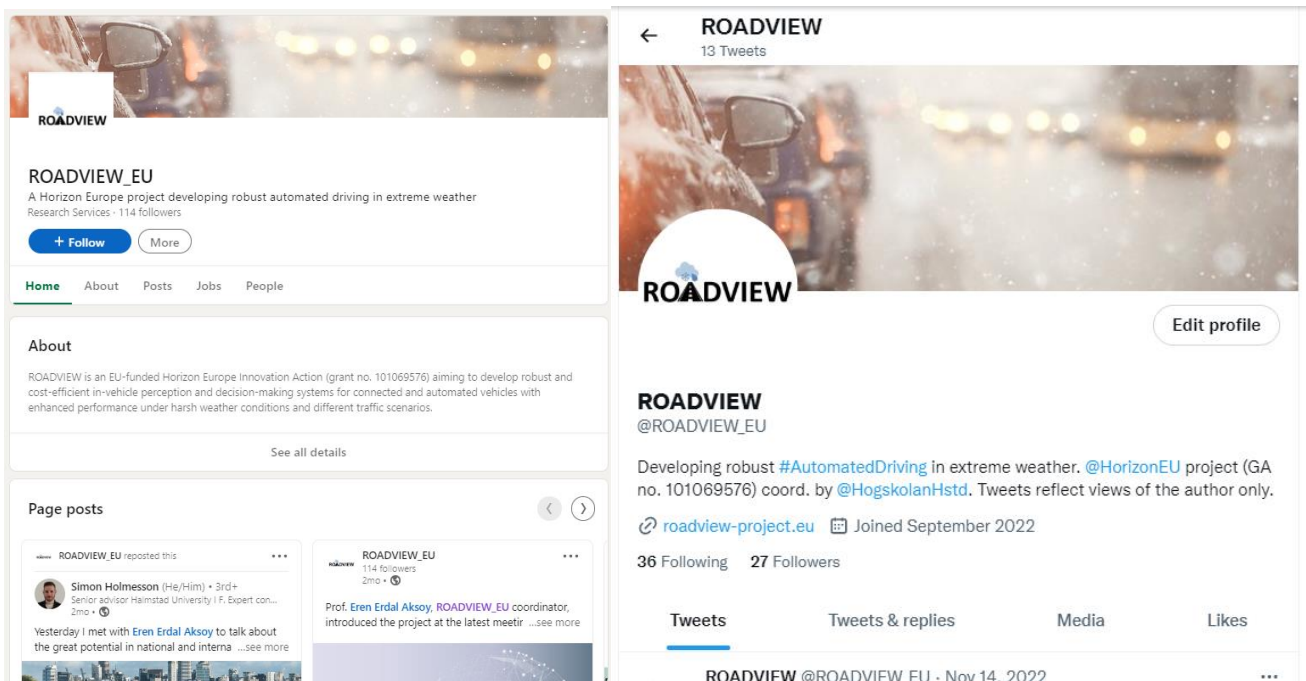 ROADVIEW
ROADVIEW_EU
A Horizon Europe project developing robust automated driving in extreme weather
Research Services · 114 followers
+ Follow
More
Home
About
Posts
Jobs
People
About
ROADVIEW is an EU-funded Horizon Europe Innovation Action (grant no. 101069576) aiming to develop robust and
cost-efficient in-vehicle perception and decision-making systems for connected and automated vehicles with
enhanced performance under harsh weather conditions and different traffic scenarios.
See all details
Page posts
ROADVIEW_EU reposted this
Simon Holmesson (He/Him) • 3rd+
Senior advisor Halmstad University I F. Expert con...
2mo •
Yesterday I met with Eren Erdal Aksoy to talk about
the great potential in national and interna ...see more
ROADVIEW
ROADVIEW_EU
114 followers
2mo •
Prof. Eren Erdal Aksoy, ROADVIEW_EU coordinator,
introduced the project at the latest meetir ...see more
ROADVIEW
13 Tweets
ROADVIEW
Edit profile
ROADVIEW
@ROADVIEW_EU
Developing robust #AutomatedDriving in extreme weather. @HorizonEU project (GA
no. 101069576) coord. by @HogskolanHstd. Tweets reflect views of the author only.
roadview-project.eu Joined September 2022
36 Following 27 Followers
Tweets
Tweets & replies
Media
Likes
ROADVIEW @ROADVIEW_EU · Nov 14, 2022